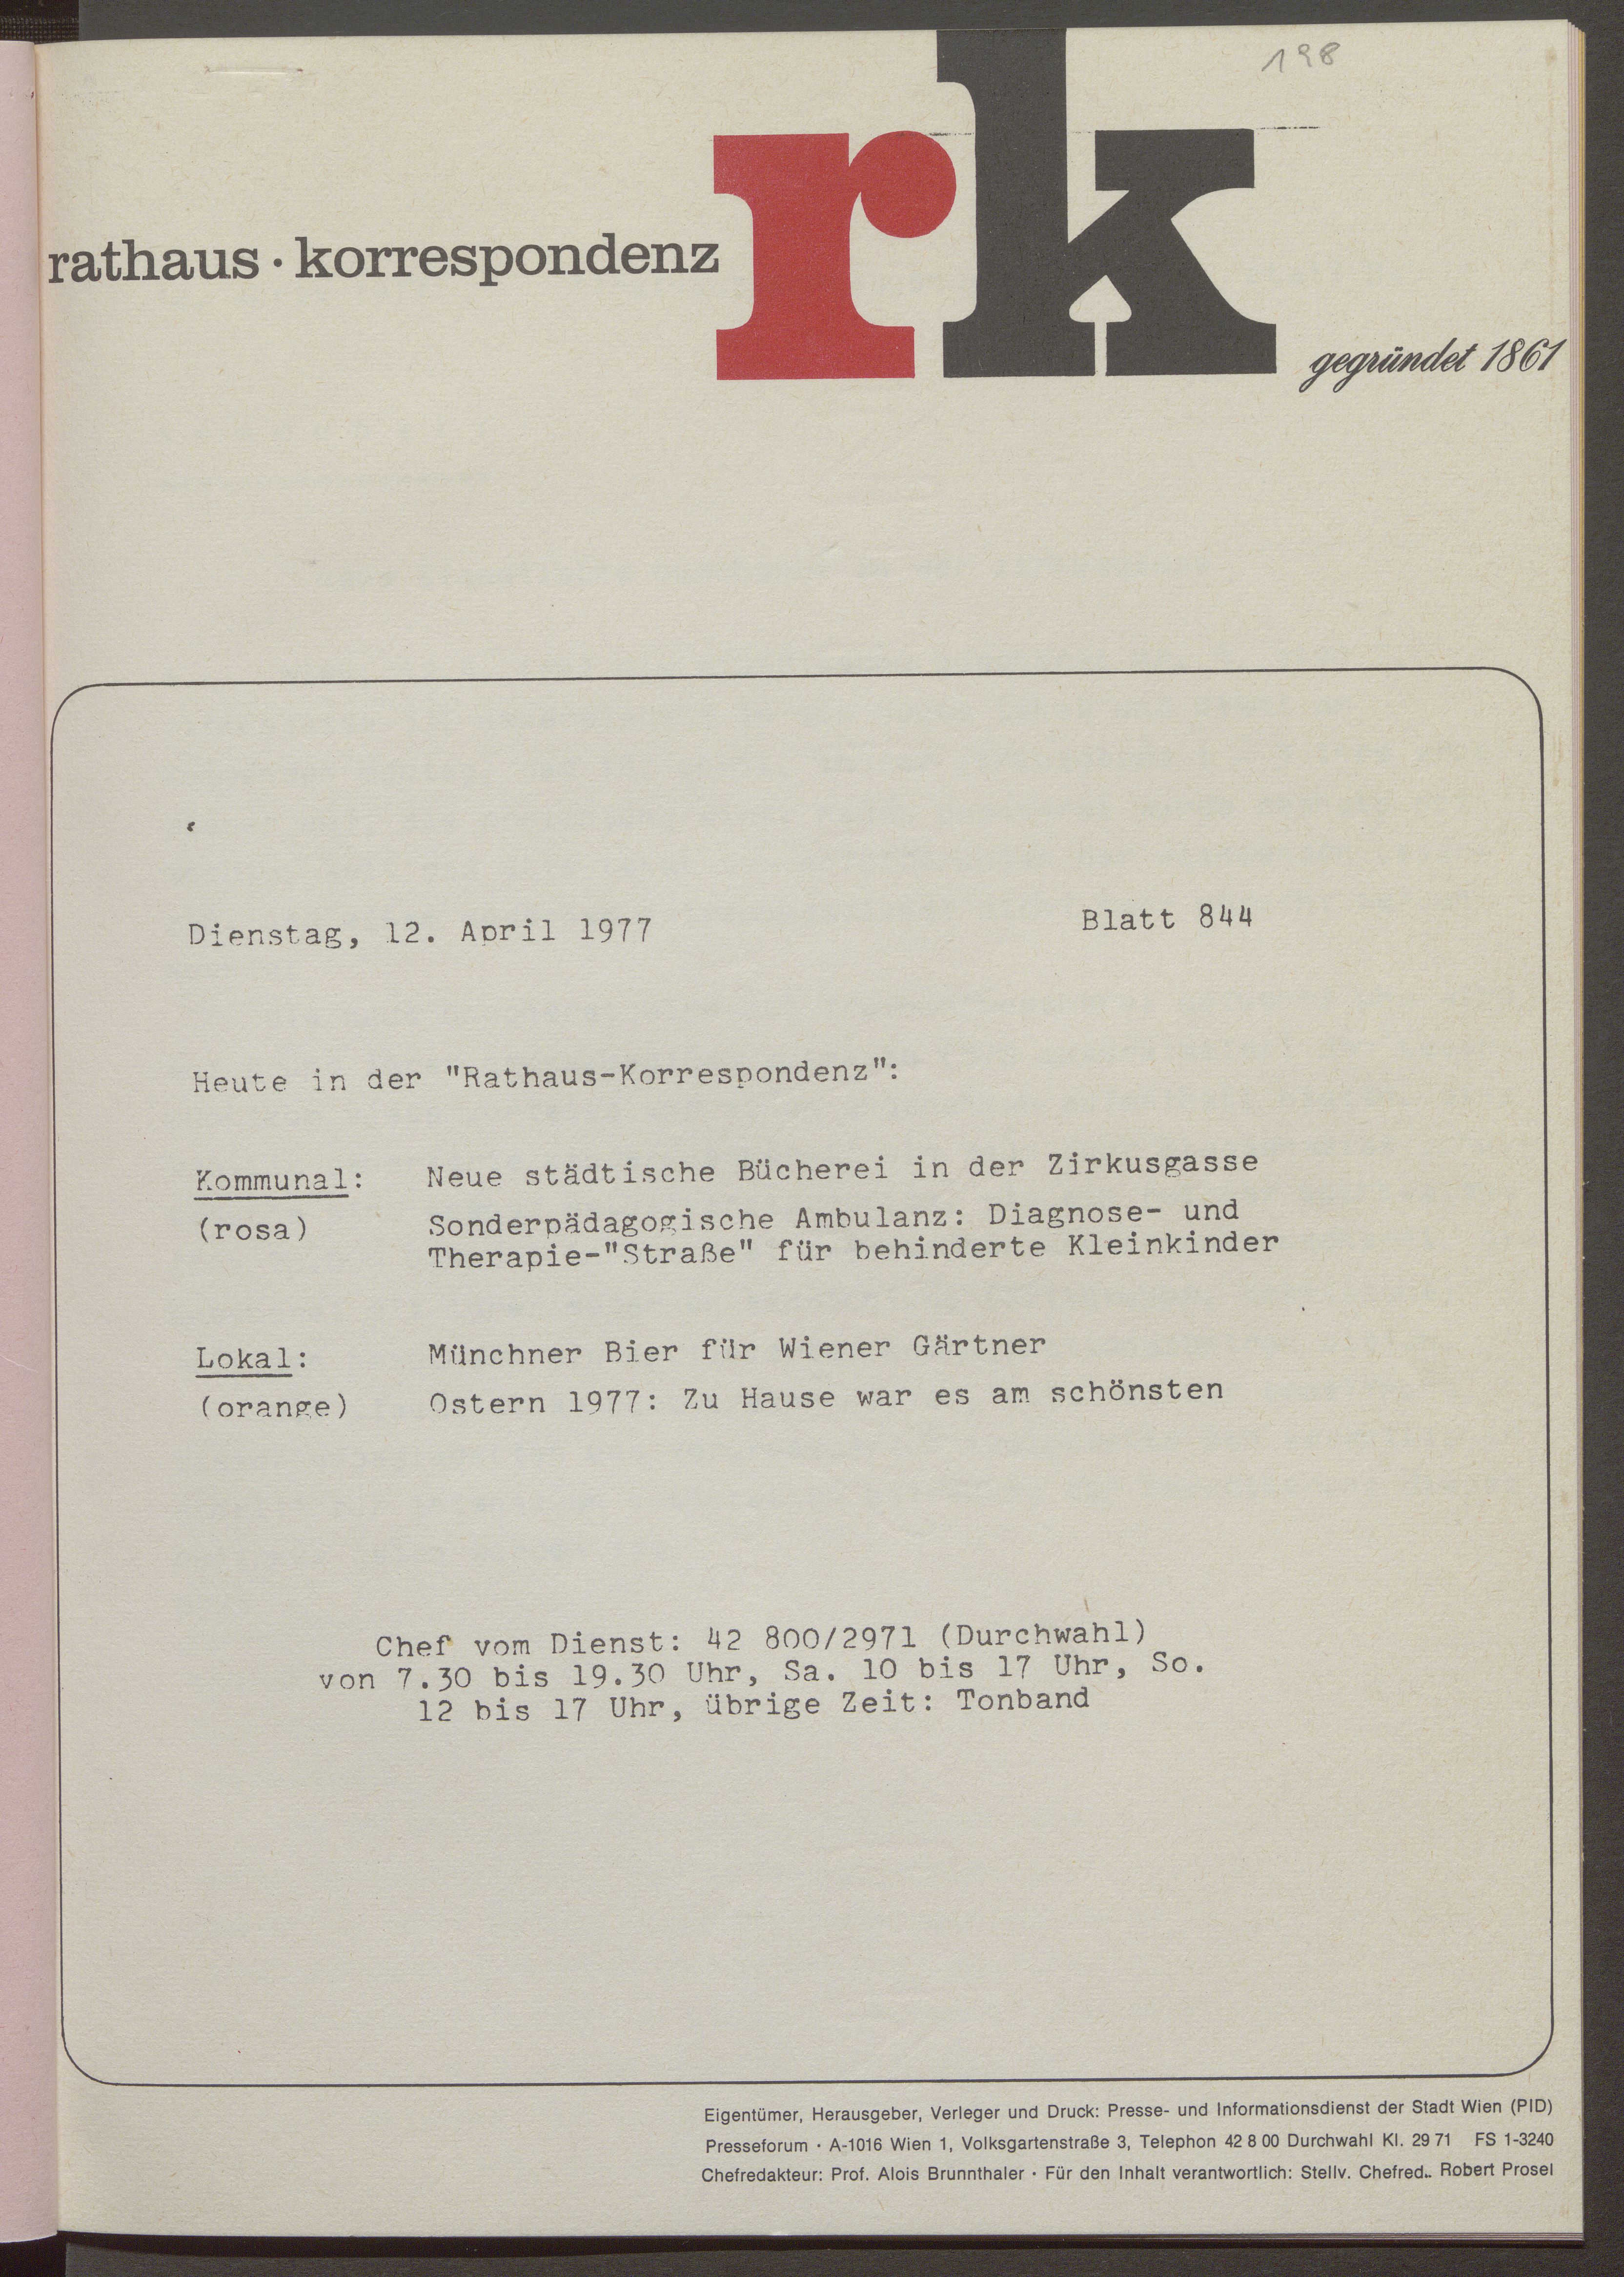 198
rathaus · korrespondenz
rk
gegründet 1861
Dienstag, 12. April 1977 Blatt 844
Heute in der "Rathaus-Korrespondenz":
Kommunal: Neue städtische Bücherei in der Zirkusgasse
(rosa) Sonderpädagogische Ambulanz: Diagnose- und
Therapie-"Straße" für behinderte Kleinkinder
Lokal: Münchner Bier für Wiener Gärtner
(orange) Ostern 1977: Zu Hause war es am schönsten
Chef vom Dienst: 42 800/2971 (Durchwahl)
von 7.30 bis 19.30 Uhr, Sa. 10 bis 17 Uhr, So.
12 bis 17 Uhr, übrige Zeit: Tonband
Eigentümer, Herausgeber, Verleger und Druck: Presse- und Informationsdienst der Stadt Wien (PID)
Presseforum · A-1016 Wien 1, Volksgartenstraße 3, Telephon 42 8 00 Durchwahl Kl. 29 71 FS 1-3240
Chefredakteur: Prof. Alois Brunnthaler · Für den Inhalt verantwortlich: Stellv. Chefred.. Robert Prosel